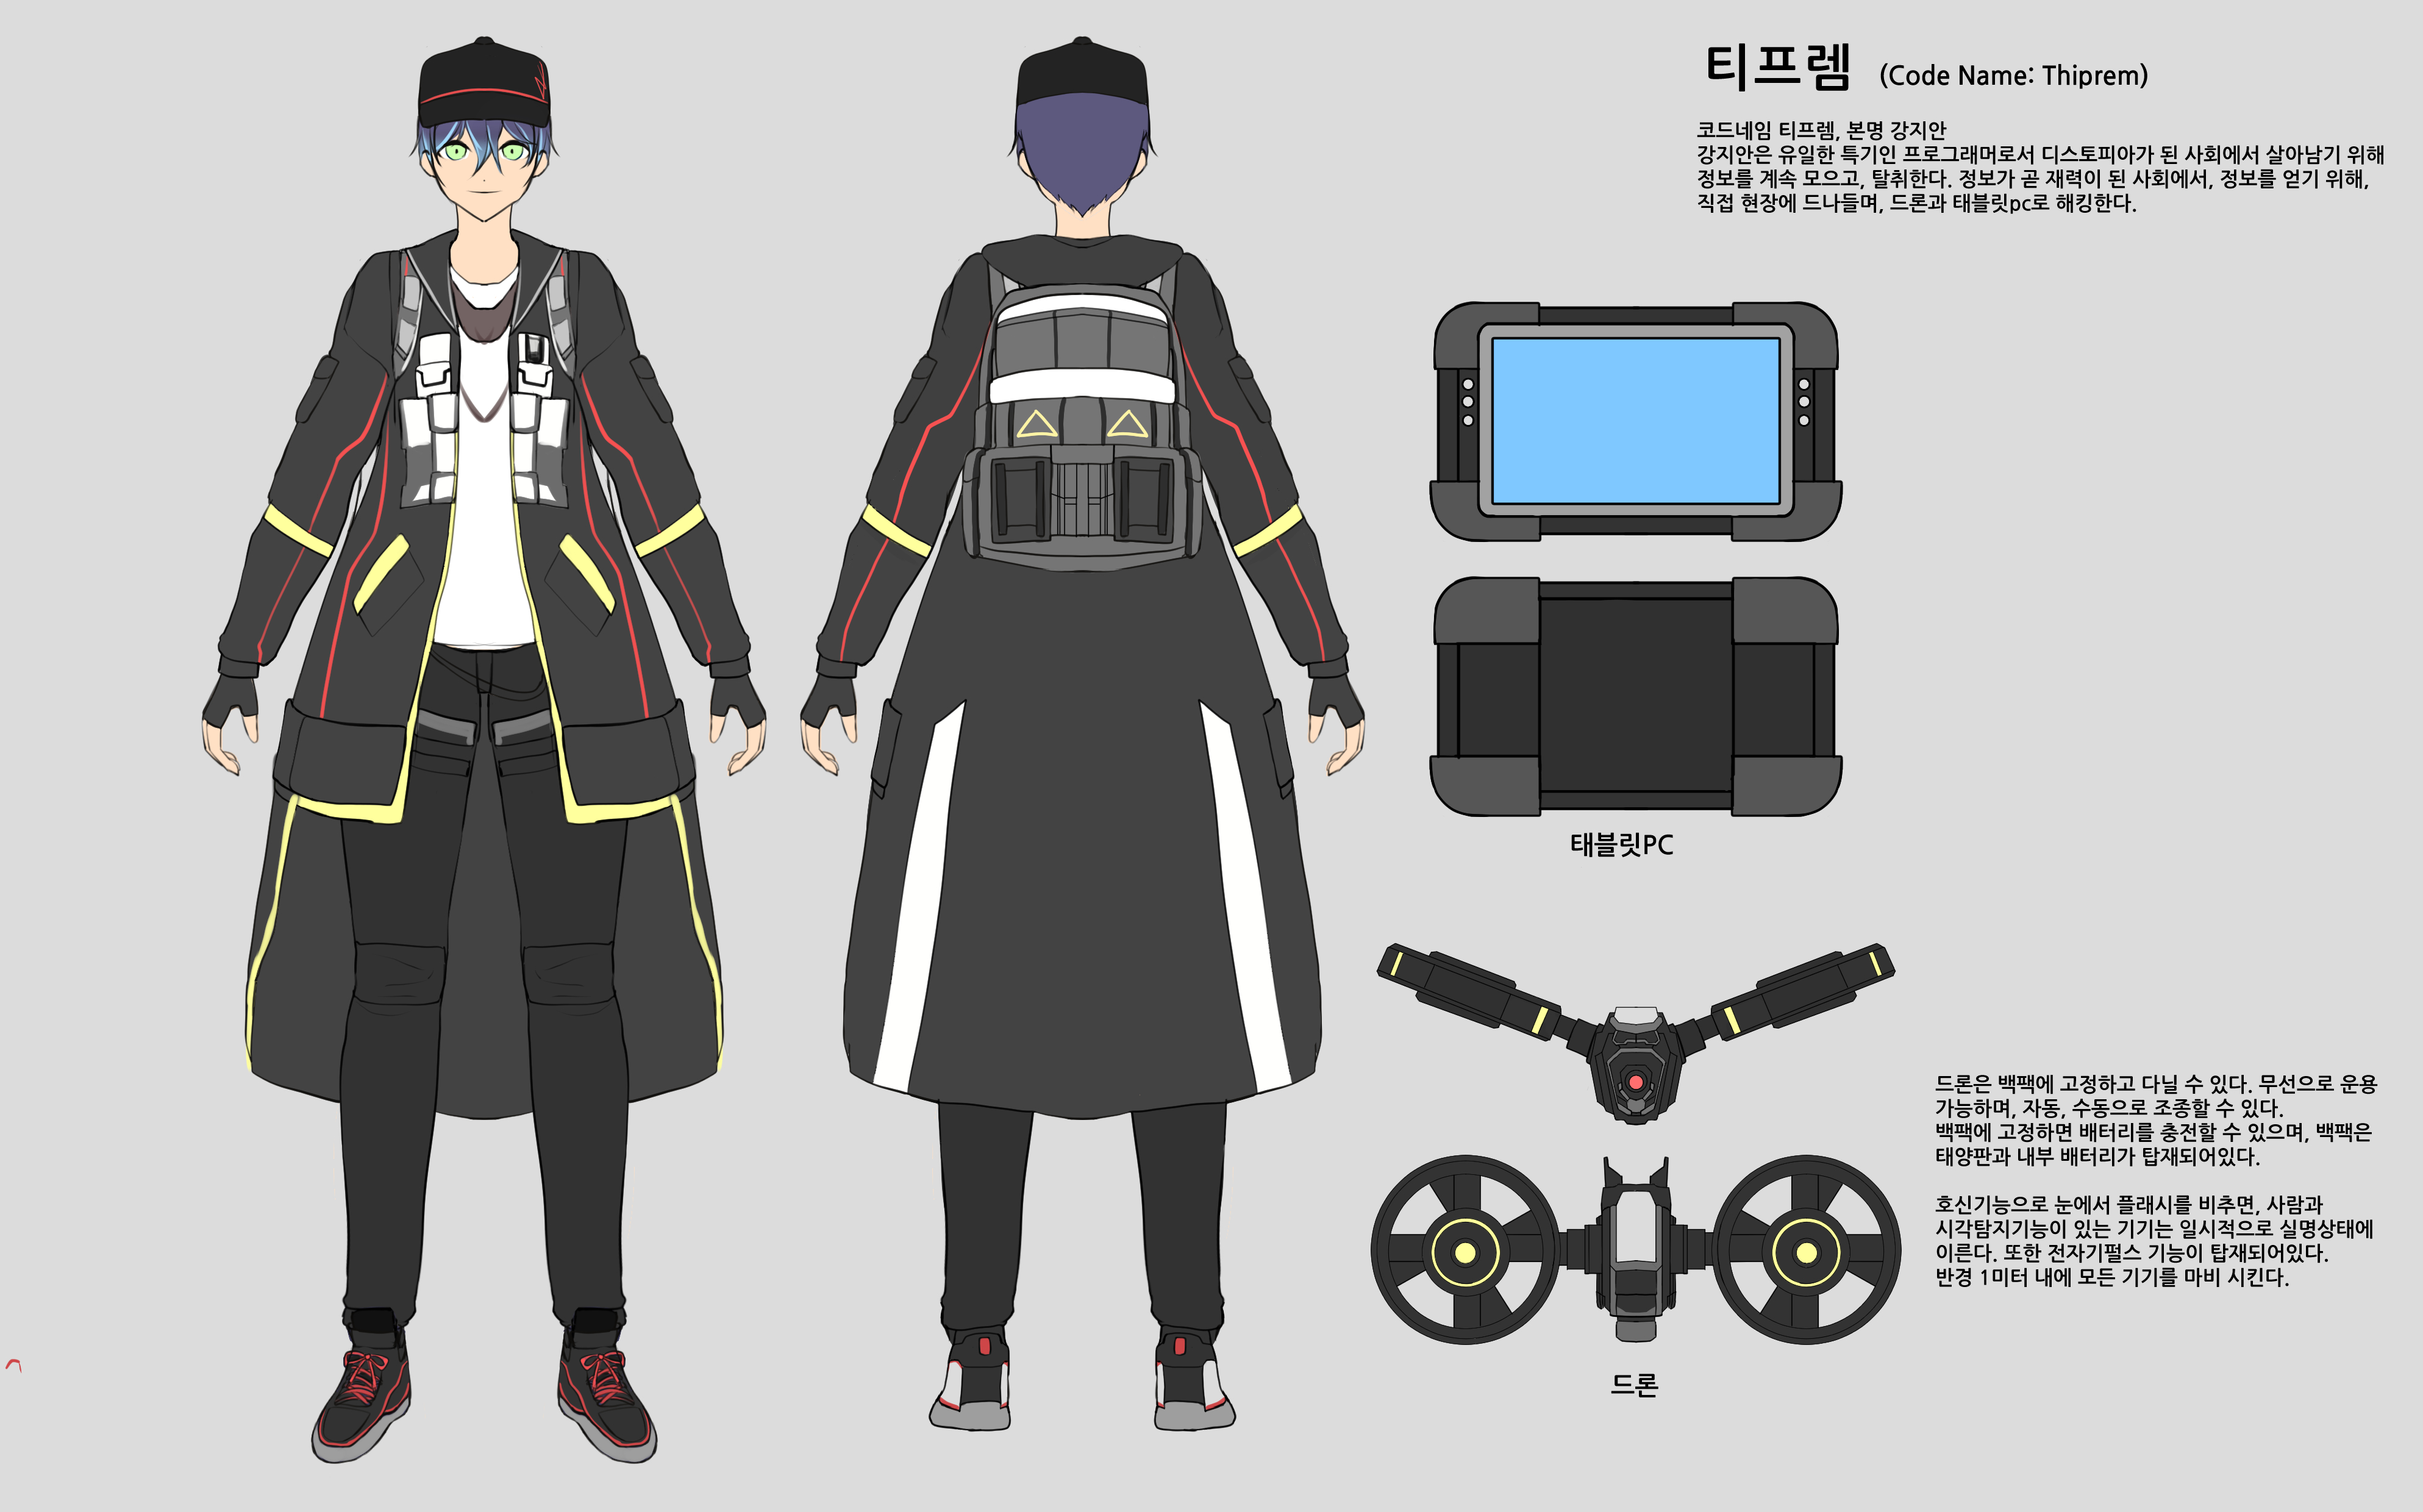 티프렘 (Code Name: Thiprem)
코드네임 티프렘, 본명 강지안
강지안은 유일한 특기인 프로그래머로서 디스토피아가 된 사회에서 살아남기 위해
정보를 계속 모으고, 탈취한다. 정보가 곧 재력이 된 사회에서, 정보를 얻기 위해,
직접 현장에 드나들며, 드론과 태블릿pc로 해킹한다.
태블릿PC
드론은 백팩에 고정하고 다닐 수 있다. 무선으로 운용
가능하며, 자동, 수동으로 조종할 수 있다.
백팩에 고정하면 배터리를 충전할 수 있으며, 백팩은
태양판과 내부 배터리가 탑재되어있다.
호신기능으로 눈에서 플래시를 비추면, 사람과
시각탐지기능이 있는 기기는 일시적으로 실명상태에
이른다. 또한 전자기펄스 기능이 탑재되어있다.
반경 1미터 내에 모든 기기를 마비 시킨다.
드론